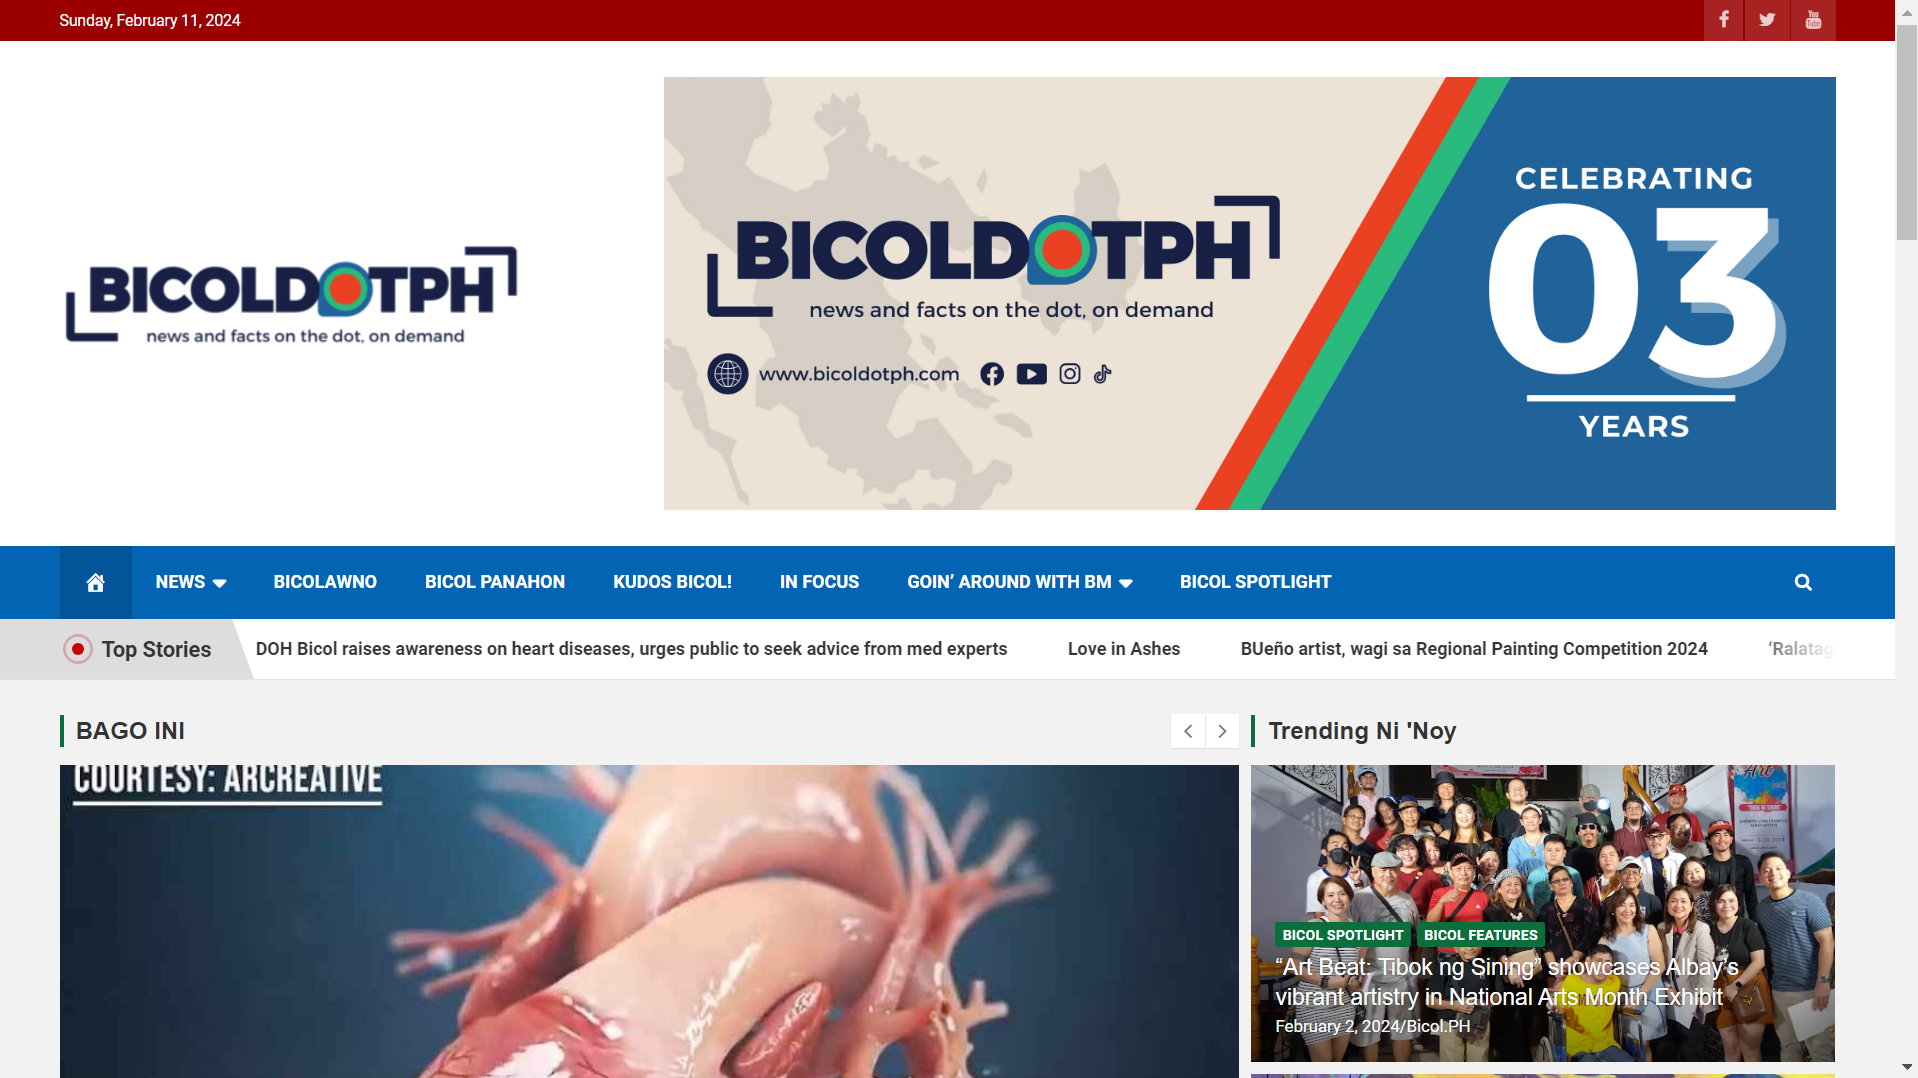 Sunday, February 11, 2024
BICOLDOTPH
news and facts on the dot, on demand
BICOLDOTPH
news and facts on the dot, on demand
www.bicoldotph.com
CELEBRATING
03
YEARS
NEWS
BICOLAWNO
BICOL PANAHON
KUDOS BICOL!
IN FOCUS
GOIN’ AROUND WITH BM
BICOL SPOTLIGHT
Top Stories
DOH Bicol raises awareness on heart diseases, urges public to seek advice from med experts
Love in Ashes
BUeño artist, wagi sa Regional Painting Competition 2024
‘Ralatag
BAGO INI
COURTESY: ARCREATIVE
Trending Ni 'Noy
BICOL SPOTLIGHT
BICOL FEATURES
“Art Beat: Tibok ng Sining” showcases Albay’s
vibrant artistry in National Arts Month Exhibit
February 2, 2024/Bicol.PH